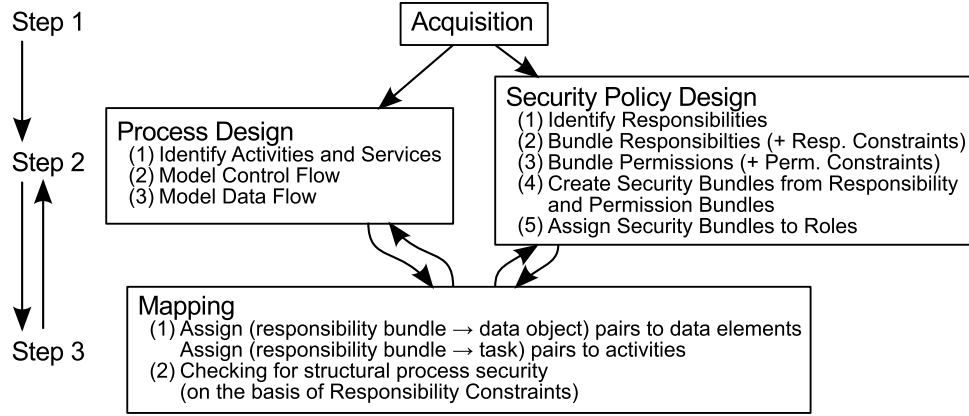 Step 1
Acquisition
Step 2
Process Design
(1) Identify Activities and Services
(2) Model Control Flow
(3) Model Data Flow
Security Policy Design
(1) Identify Responsibilities
(2) Bundle Responsibilties (+ Resp. Constraints)
(3) Bundle Permissions (+ Perm. Constraints)
(4) Create Security Bundles from Responsibility
and Permission Bundles
(5) Assign Security Bundles to Roles
Step 3
Mapping
(1) Assign (responsibility bundle → data object) pairs to data elements
Assign (responsibility bundle → task) pairs to activities
(2) Checking for structural process security
(on the basis of Responsibility Constraints)